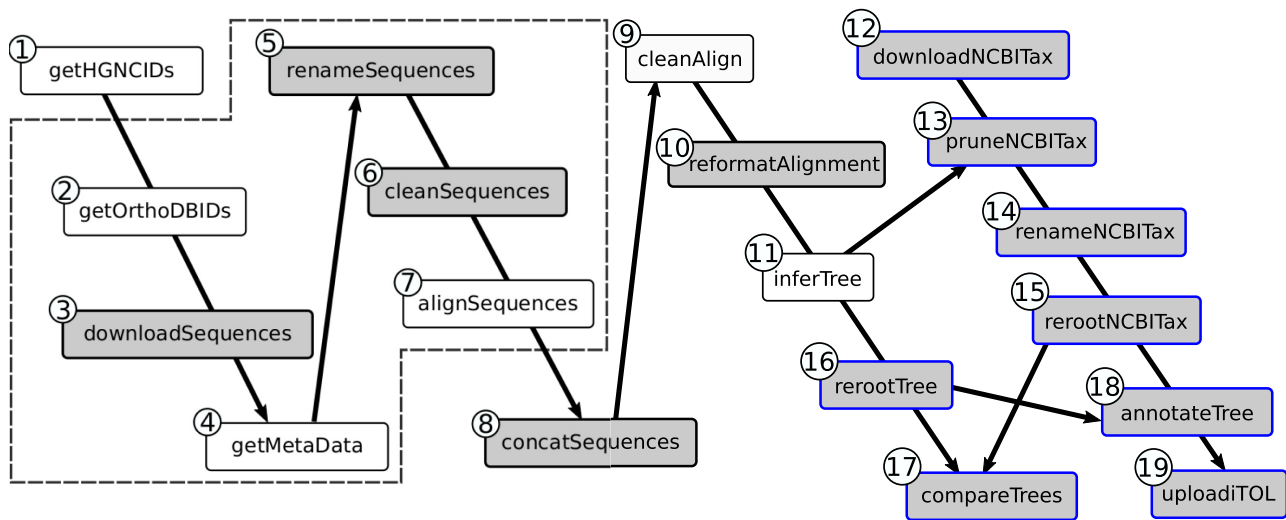 1
getHGNCIDs
2
getOrthoDBIDs
3
downloadSequences
4
getMetaData
5
renameSequences
6
cleanSequences
7
alignSequences
8
concatSequences
9
cleanAlign
10
reformatAlignment
11
inferTree
12
downloadNCBITax
13
pruneNCBITax
14
renameNCBITax
15
rerootNCBITax
16
rerootTree
17
compareTrees
18
annotateTree
19
uploadiTOL